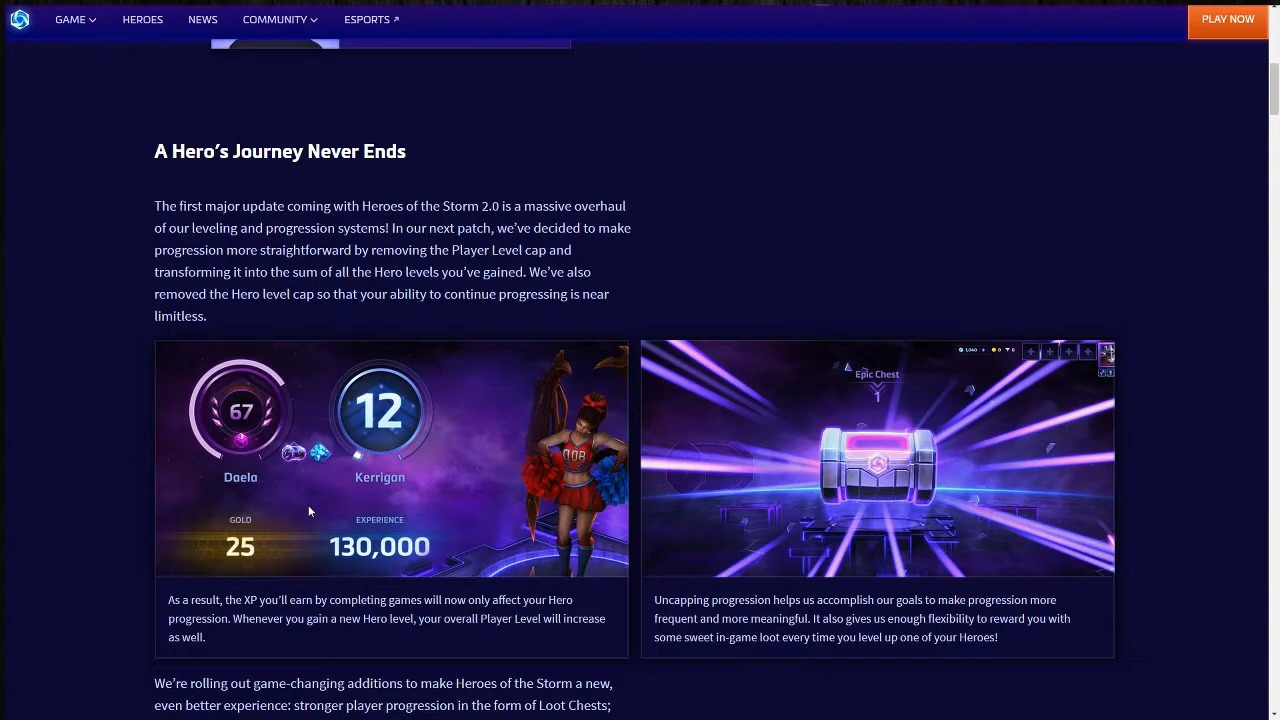 GAME HEROES NEWS COMMUNITY ESPORTS PLAY NOW
A Hero's Journey Never Ends
The first major update coming with Heroes of the Storm 2.0 is a massive overhaul
of our leveling and progression systems! In our next patch, we've decided to make
progression more straightforward by removing the Player Level cap and
transforming it into the sum of all the Hero levels you've gained. We've also
removed the Hero level cap so that your ability to continue progressing is near
limitless.
67 12
Daela Kerrigan
GOLD EXPERIENCE
25 130,000
As a result, the XP you'll earn by completing games will now only affect your Hero
progression. Whenever you gain a new Hero level, your overall Player Level will increase
as well.
1,040 0 0
Epic Chest
1
Uncapping progression helps us accomplish our goals to make progression more
frequent and more meaningful. It also gives us enough flexibility to reward you with
some sweet in-game loot every time you level up one of your Heroes!
We're rolling out game-changing additions to make Heroes of the Storm a new,
even better experience: stronger player progression in the form of Loot Chests;